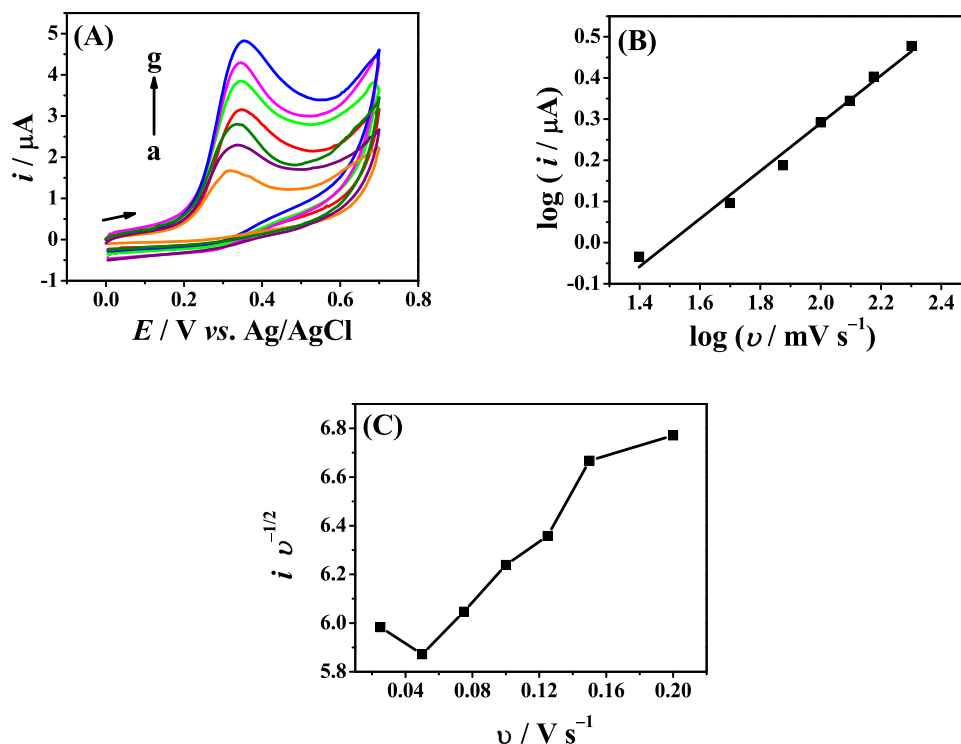 (A)
g
a
5
4
3
2
1
0
-1
0.0 0.2 0.4 0.6 0.8
i / μA
E / V vs. Ag/AgCl
(B)
0.5
0.4
0.3
0.2
0.1
0.0
-0.1
1.4 1.6 1.8 2.0 2.2 2.4
log ( i / μA)
log (υ / mV s⁻¹)
(C)
6.8
6.6
6.4
6.2
6.0
5.8
0.04 0.08 0.12 0.16 0.20
i υ⁻¹/²
υ / V s⁻¹